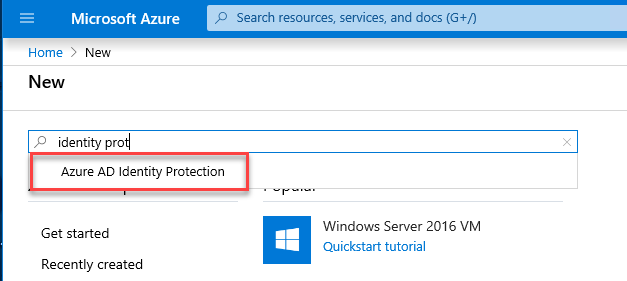 Microsoft Azure
Search resources, services, and docs (G+/)
Home > New
New
identity prot
Azure AD Identity Protection
Popular
Get started
Windows Server 2016 VM
Quickstart tutorial
Recently created